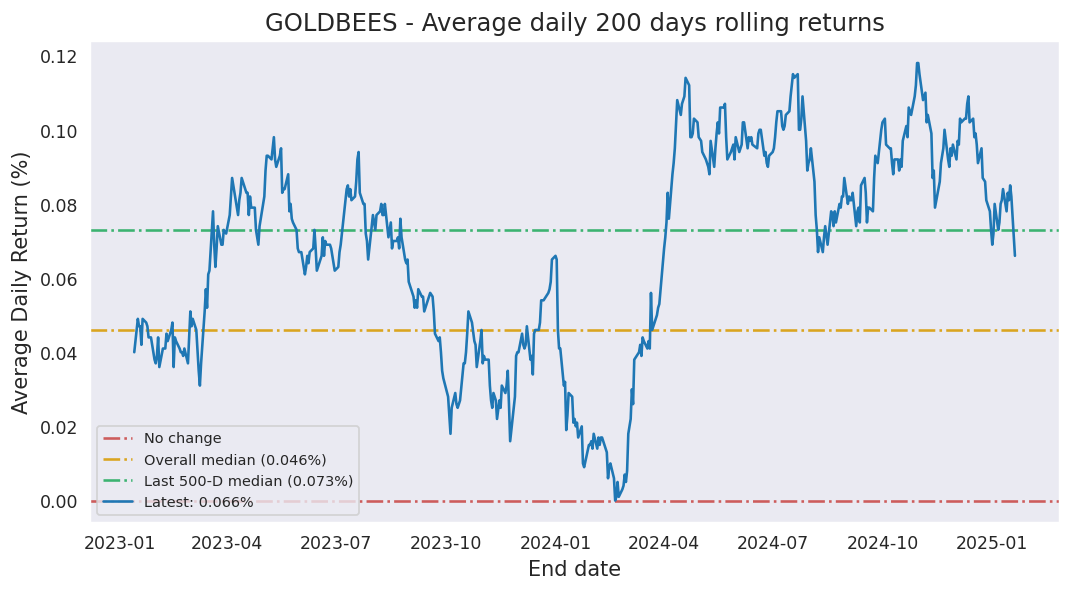 GOLDBEES - Average daily 200 days rolling returns
Average Daily Return (%)
0.12
0.10
0.08
0.06
0.04
0.02
0.00
No change
Overall median (0.046%)
Last 500-D median (0.073%)
Latest: 0.066%
2023-01 2023-04 2023-07 2023-10 2024-01 2024-04 2024-07 2024-10 2025-01
End date